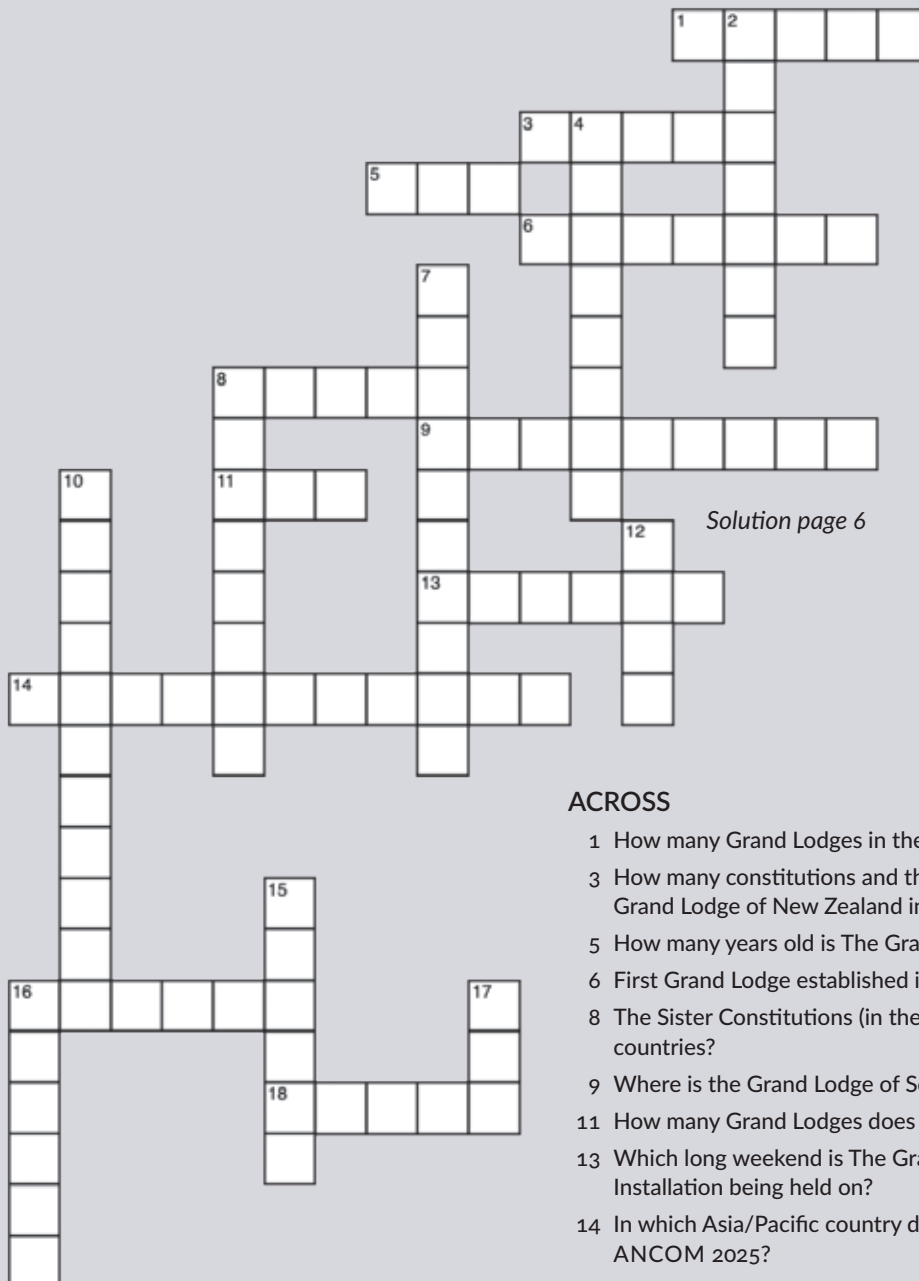 1 2
3 4
5
6
7
8
9
10 11
Solution page 6
12
13
14
ACROSS
1 How many Grand Lodges in the
3 How many constitutions and th
Grand Lodge of New Zealand in
5 How many years old is The Gra
6 First Grand Lodge established i
15
8 The Sister Constitutions (in the
countries?
16 17
9 Where is the Grand Lodge of S
11 How many Grand Lodges does
18
13 Which long weekend is The Gra
Installation being held on?
14 In which Asia/Pacific country d
ANCOM 2025?